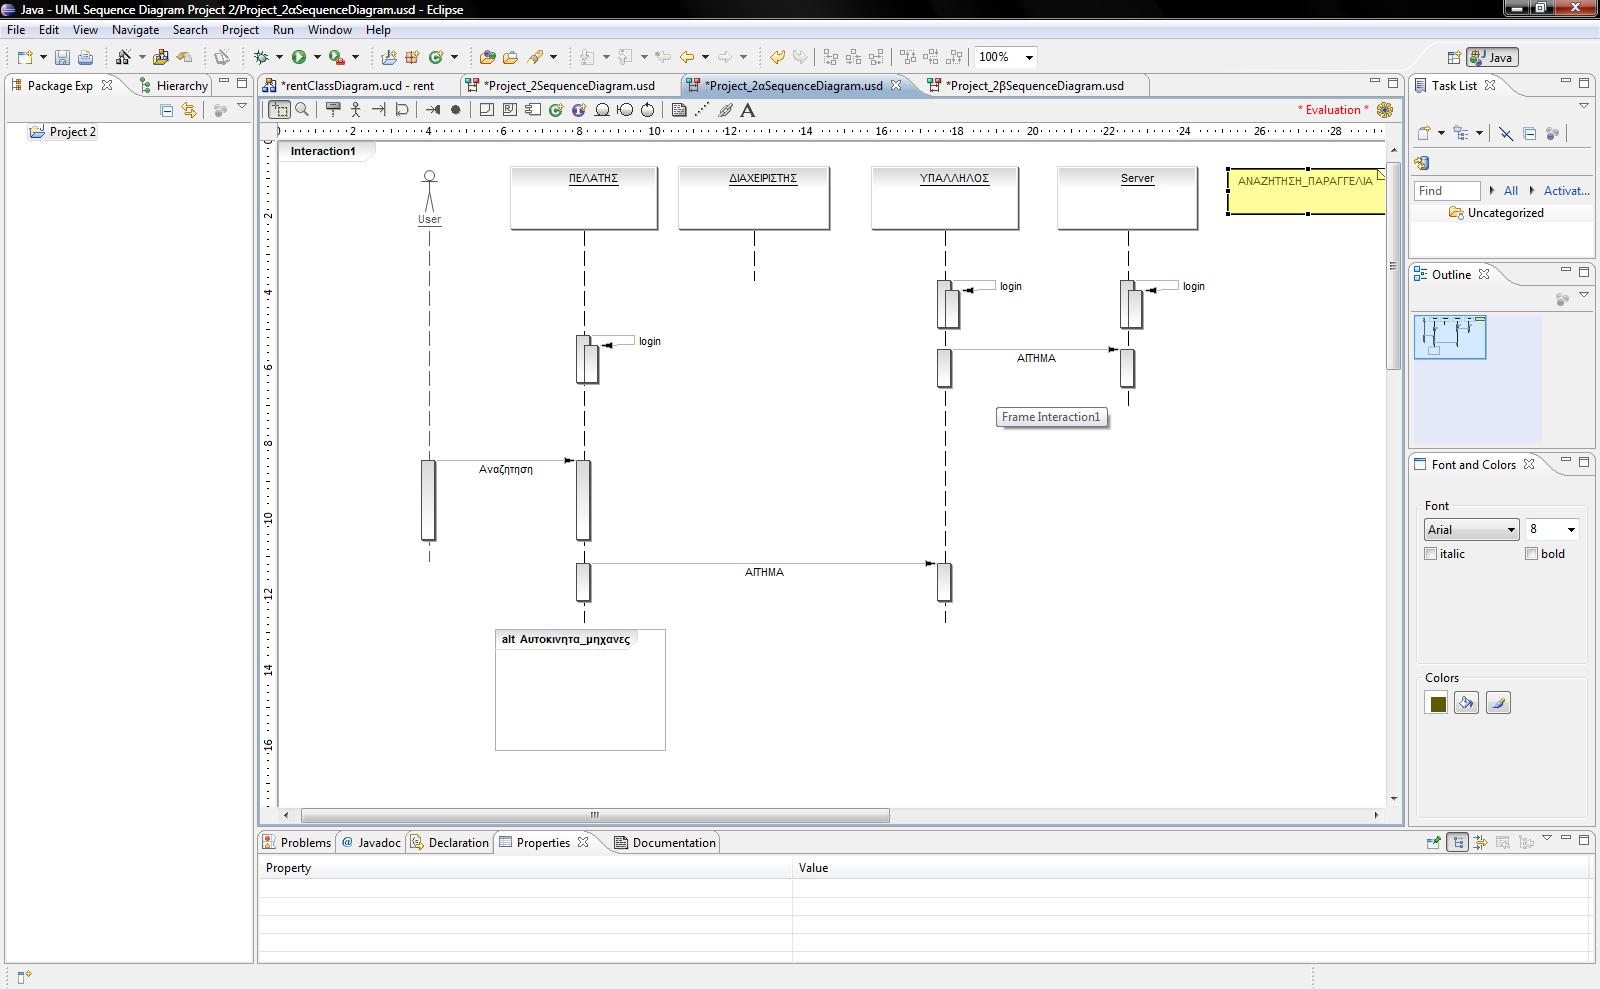 Java - UML Sequence Diagram Project 2/Project_2αSequenceDiagram.usd - Eclipse
File Edit View Navigate Search Project Run Window Help
100%
Java
Package Exp
Hierarchy
*rentClassDiagram.ucd - rent
*Project_2SequenceDiagram.usd
*Project_2αSequenceDiagram.usd
*Project_2βSequenceDiagram.usd
Task List
* Evaluation *
Project 2
2 4 6 8 10 12 14 16 18 20 22 24 26 28
0
2
4
6
8
10
12
14
16
Interaction1
User
ΠΕΛΑΤΗΣ
ΔΙΑΧΕΙΡΙΣΤΗΣ
ΥΠΑΛΛΗΛΟΣ
Server
ΑΝΑΖΗΤΗΣΗ_ΠΑΡΑΓΓΕΛΙΑ
login
login
login
ΑΙΤΗΜΑ
Frame Interaction1
Αναζητηση
ΑΙΤΗΜΑ
alt Αυτοκινητα_μηχανες
Find
All
Activat...
Uncategorized
Outline
Font and Colors
Font
Arial
8
italic
bold
Colors
Problems
@ Javadoc
Declaration
Properties
Documentation
Property
Value